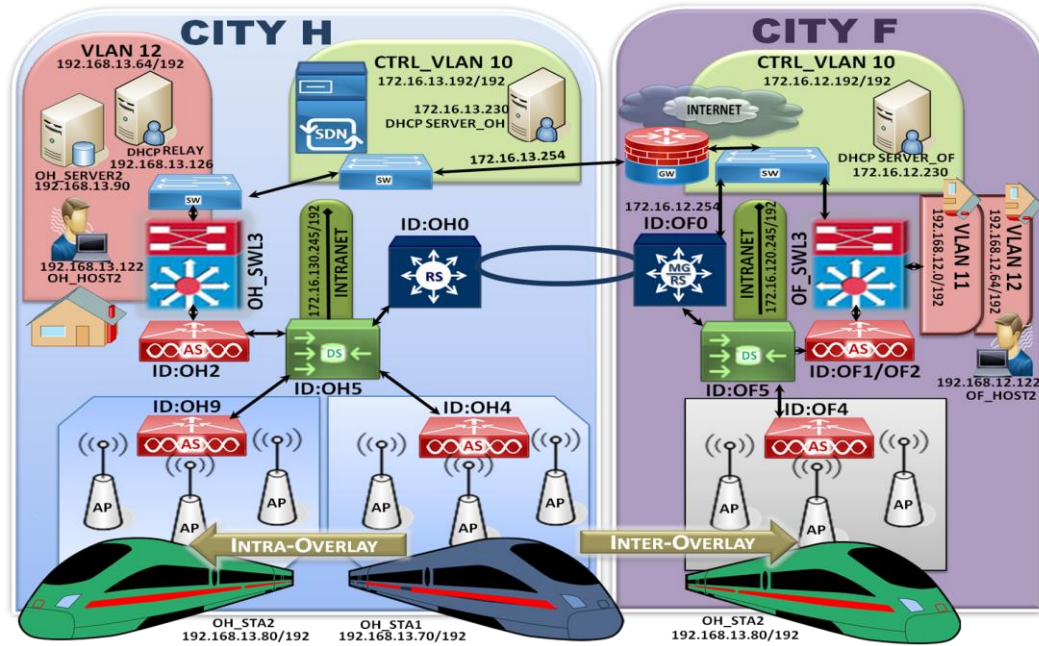 CITY H
VLAN 12
192.168.13.64/192
DHCP RELAY
192.168.13.126
OH_SERVER2
192.168.13.90
SW
192.168.13.122
OH_HOST2
OH_SWL3
AS
ID:OH2
CTRL_VLAN 10
172.16.13.192/192
172.16.13.230
DHCP SERVER_OH
SDN
172.16.13.254
SW
172.16.130.245/192
INTRANET
ID:OH0
RS
DS
ID:OH5
ID:OH9
AS
AP
AP
AP
ID:OH4
AS
AP
AP
AP
INTRA-OVERLAY
INTER-OVERLAY
OH_STA2
192.168.13.80/192
OH_STA1
192.168.13.70/192
CITY F
CTRL_VLAN 10
172.16.12.192/192
INTERNET
GW
SW
DHCP SERVER_OF
172.16.12.230
172.16.12.254
ID:OF0
MG
RS
INTRANET
172.16.120.245/192
OF_SWL3
192.168.12.0/192
VLAN 11
192.168.12.64/192
VLAN 12
192.168.12.122
OF_HOST2
DS
ID:OF5
AS
ID:OF1/OF2
ID:OF4
AS
AP
AP
AP
OH_STA2
192.168.13.80/192